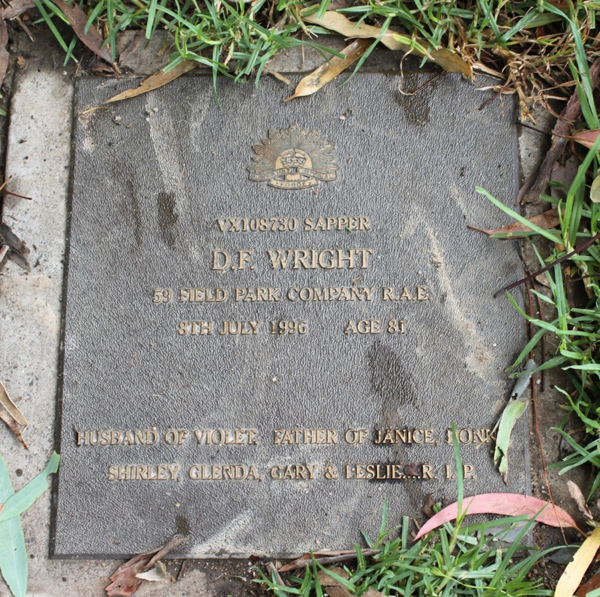 VX108730 SAPPER
D.F. WRIGHT
59 FIELD PARK COMPANY R.A.E
8TH JULY 1996 AGE 81
HUSBAND OF VIOLET, FATHER OF JANICE,
SHIRLEY, GLENDA, GARY & LESLIE....R. I. P.